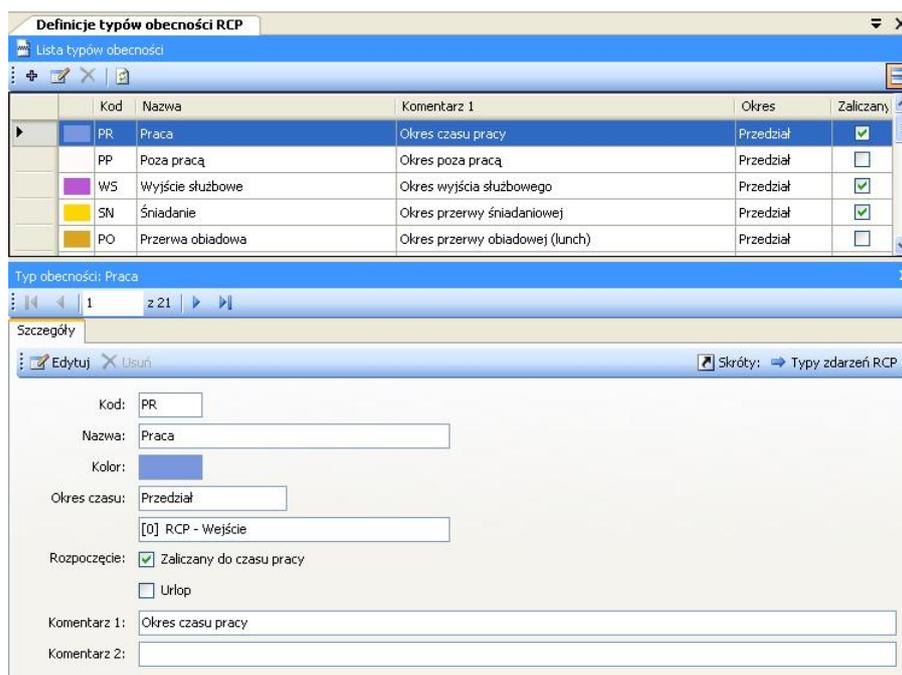 Definicje typów obecności RCP
Lista typów obecności
Kod Nazwa Komentarz 1 Okres Zaliczany
PR Praca Okres czasu pracy Przedział
PP Poza pracą Okres poza pracą Przedział
WS Wyjście służbowe Okres wyjścia służbowego Przedział
SN Śniadanie Okres przerwy śniadaniowej Przedział
PO Przerwa obiadowa Okres przerwy obiadowej (lunch) Przedział
Typ obecności: Praca
1 z 21
Szczegóły
Edytuj Usuń Skróty: Typy zdarzeń RCP
Kod: PR
Nazwa: Praca
Kolor:
Okres czasu: Przedział
[0] RCP - Wejście
Rozpoczęcie: Zaliczany do czasu pracy
Urlop
Komentarz 1: Okres czasu pracy
Komentarz 2: